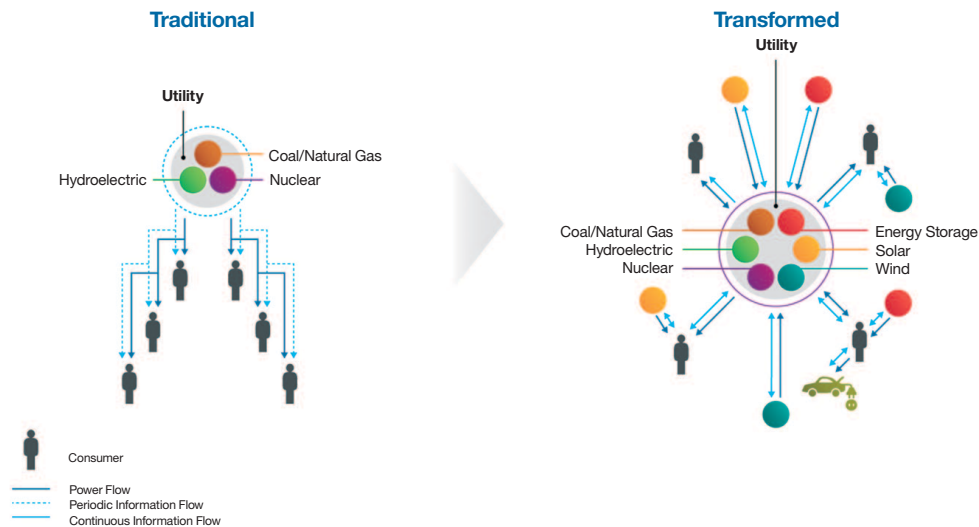 Traditional
Utility
Coal/Natural Gas
Hydroelectric
Nuclear
Consumer
Power Flow
Periodic Information Flow
Continuous Information Flow
Transformed
Utility
Coal/Natural Gas
Hydroelectric
Nuclear
Energy Storage
Solar
Wind